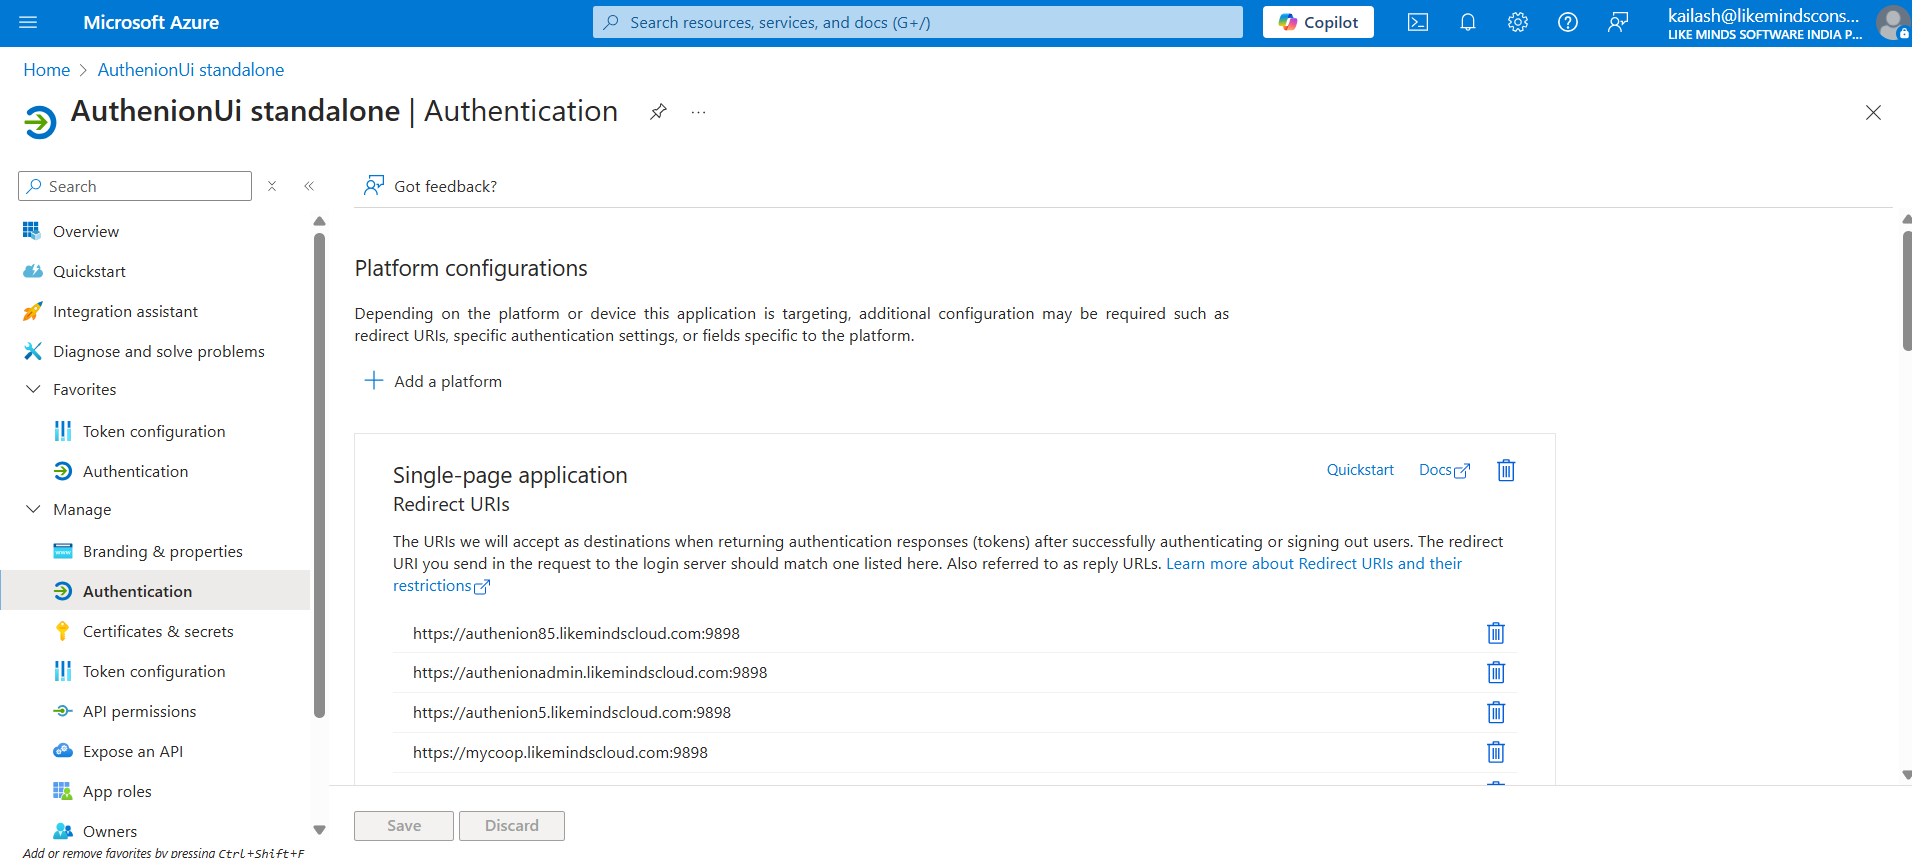 Microsoft Azure
Search resources, services, and docs (G+/)
Copilot
kailash@likemindscons...
LIKE MINDS SOFTWARE INDIA P...
Home > AuthenionUi standalone
AuthenionUi standalone | Authentication
...
Search
Got feedback?
Overview
Quickstart
Integration assistant
Diagnose and solve problems
Favorites
Token configuration
Authentication
Manage
Branding & properties
Authentication
Certificates & secrets
Token configuration
API permissions
Expose an API
App roles
Owners
Add or remove favorites by pressing Ctrl+Shift+F
Platform configurations
Depending on the platform or device this application is targeting, additional configuration may be required such as
redirect URIs, specific authentication settings, or fields specific to the platform.
Add a platform
Single-page application
Quickstart
Docs
Redirect URIs
The URIs we will accept as destinations when returning authentication responses (tokens) after successfully authenticating or signing out users. The redirect
URI you send in the request to the login server should match one listed here. Also referred to as reply URLs. Learn more about Redirect URIs and their
restrictions
https://authenion85.likemindscloud.com:9898
https://authenionadmin.likemindscloud.com:9898
https://authenion5.likemindscloud.com:9898
https://mycoop.likemindscloud.com:9898
Save
Discard